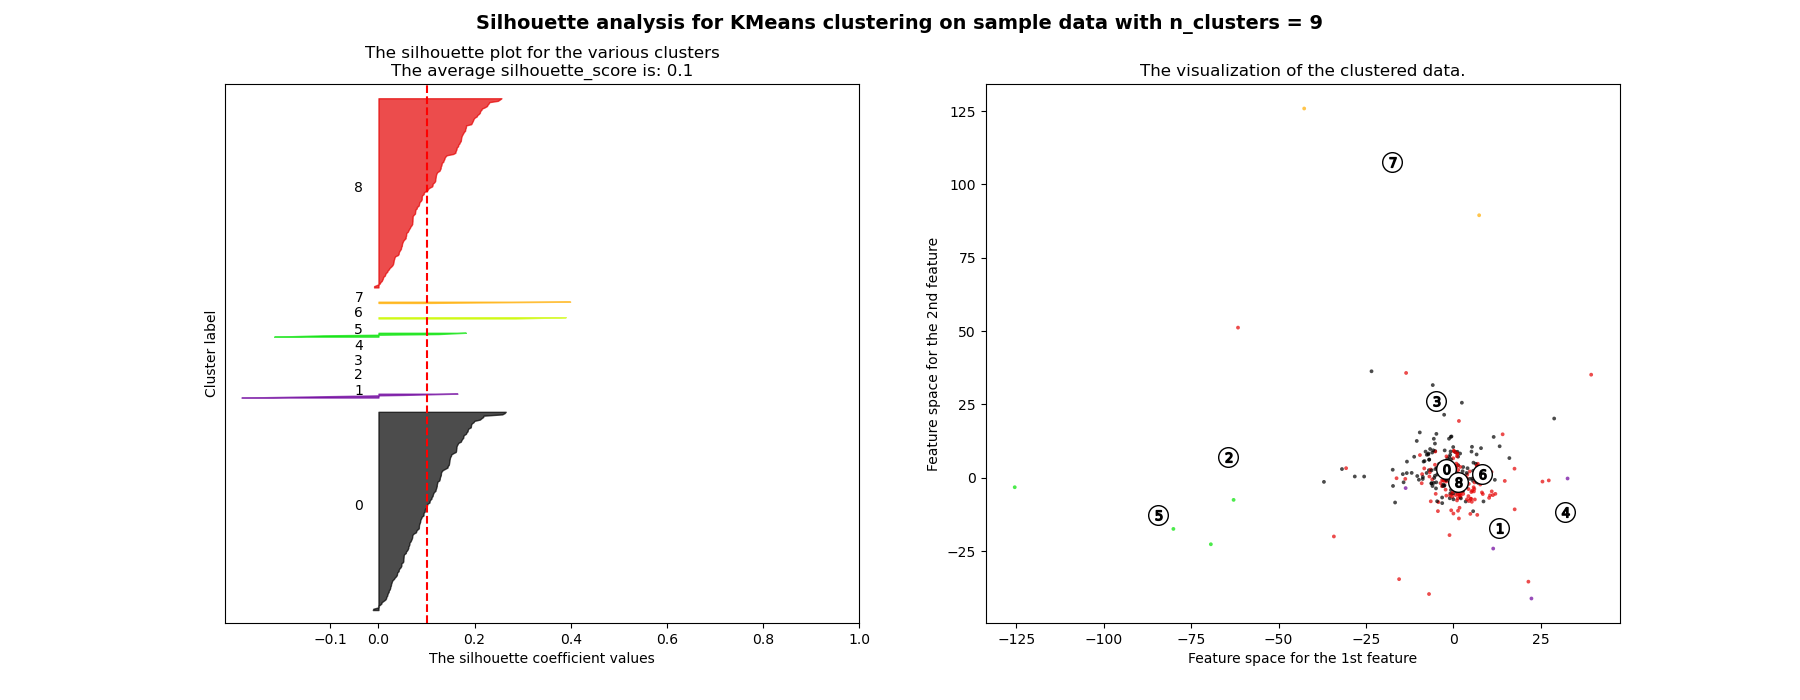 Silhouette analysis for KMeans clustering on sample data with n_clusters = 9
The silhouette plot for the various clusters
The average silhouette_score is: 0.1
Cluster label
8
7
6
5
4
3
2
1
0
−0.1 0.0 0.2 0.4 0.6 0.8 1.0
The silhouette coefficient values
The visualization of the clustered data.
Feature space for the 2nd feature
125
100
75
50
25
0
−25
7
3
2
0
6
8
5
4
1
−125 −100 −75 −50 −25 0 25
Feature space for the 1st feature